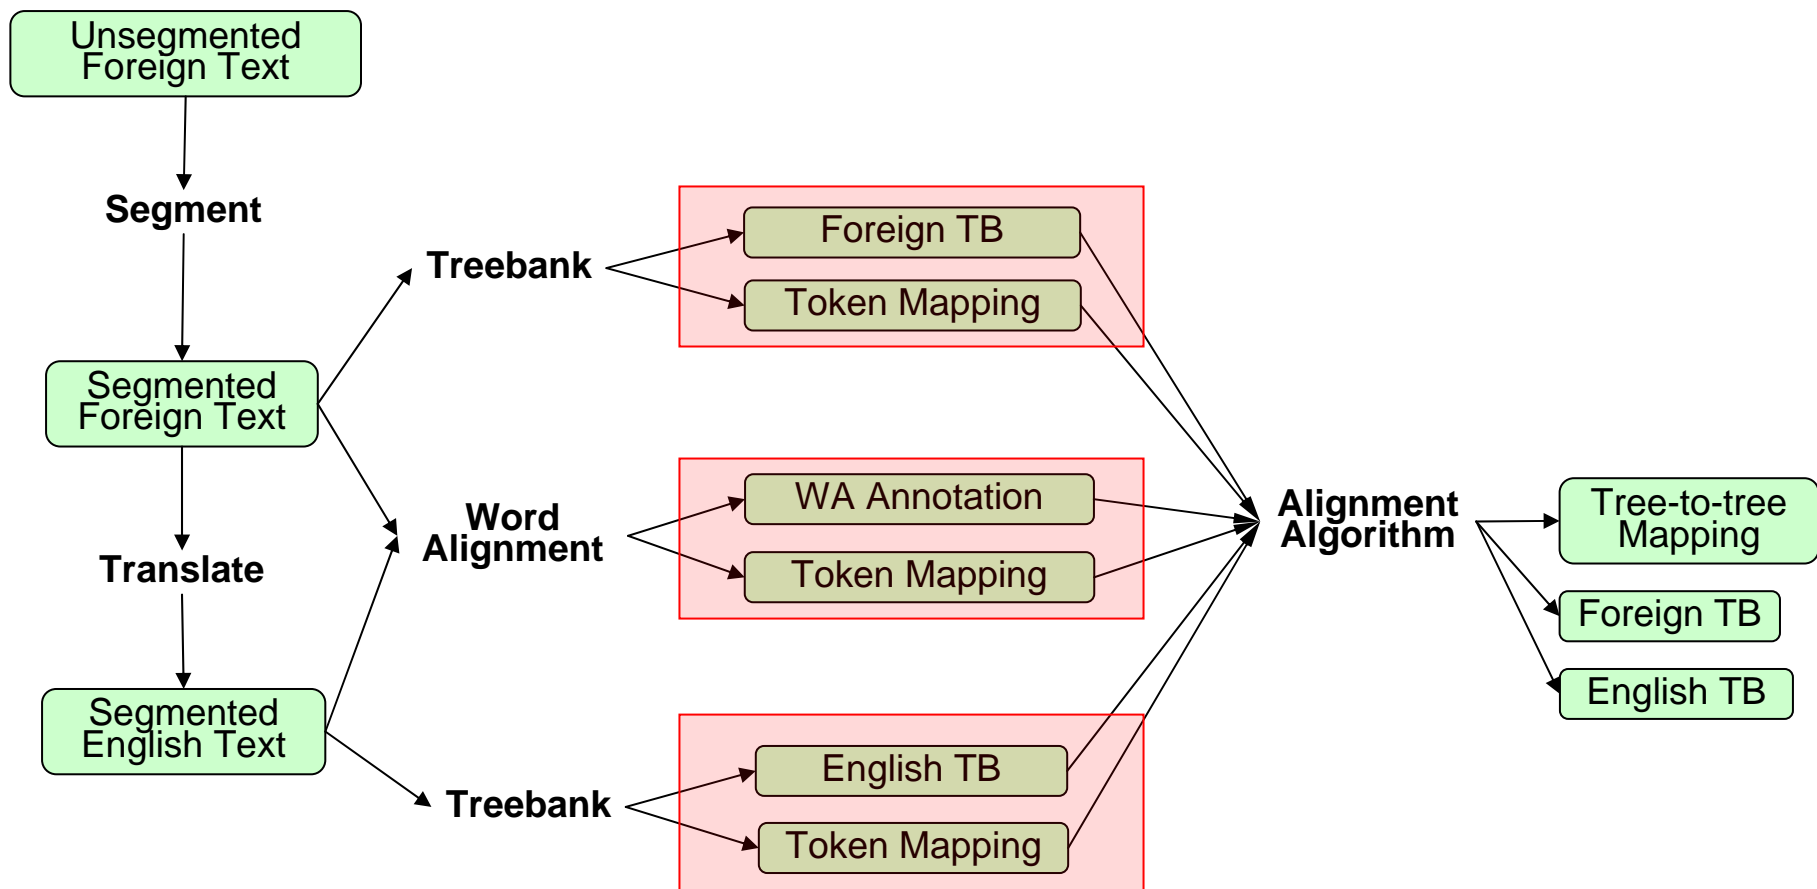 Unsegmented
Foreign Text
Segment
Segmented
Foreign Text
Translate
Segmented
English Text
Treebank
Foreign TB
Token Mapping
Word
Alignment
WA Annotation
Token Mapping
Treebank
English TB
Token Mapping
Alignment
Algorithm
Tree-to-tree
Mapping
Foreign TB
English TB